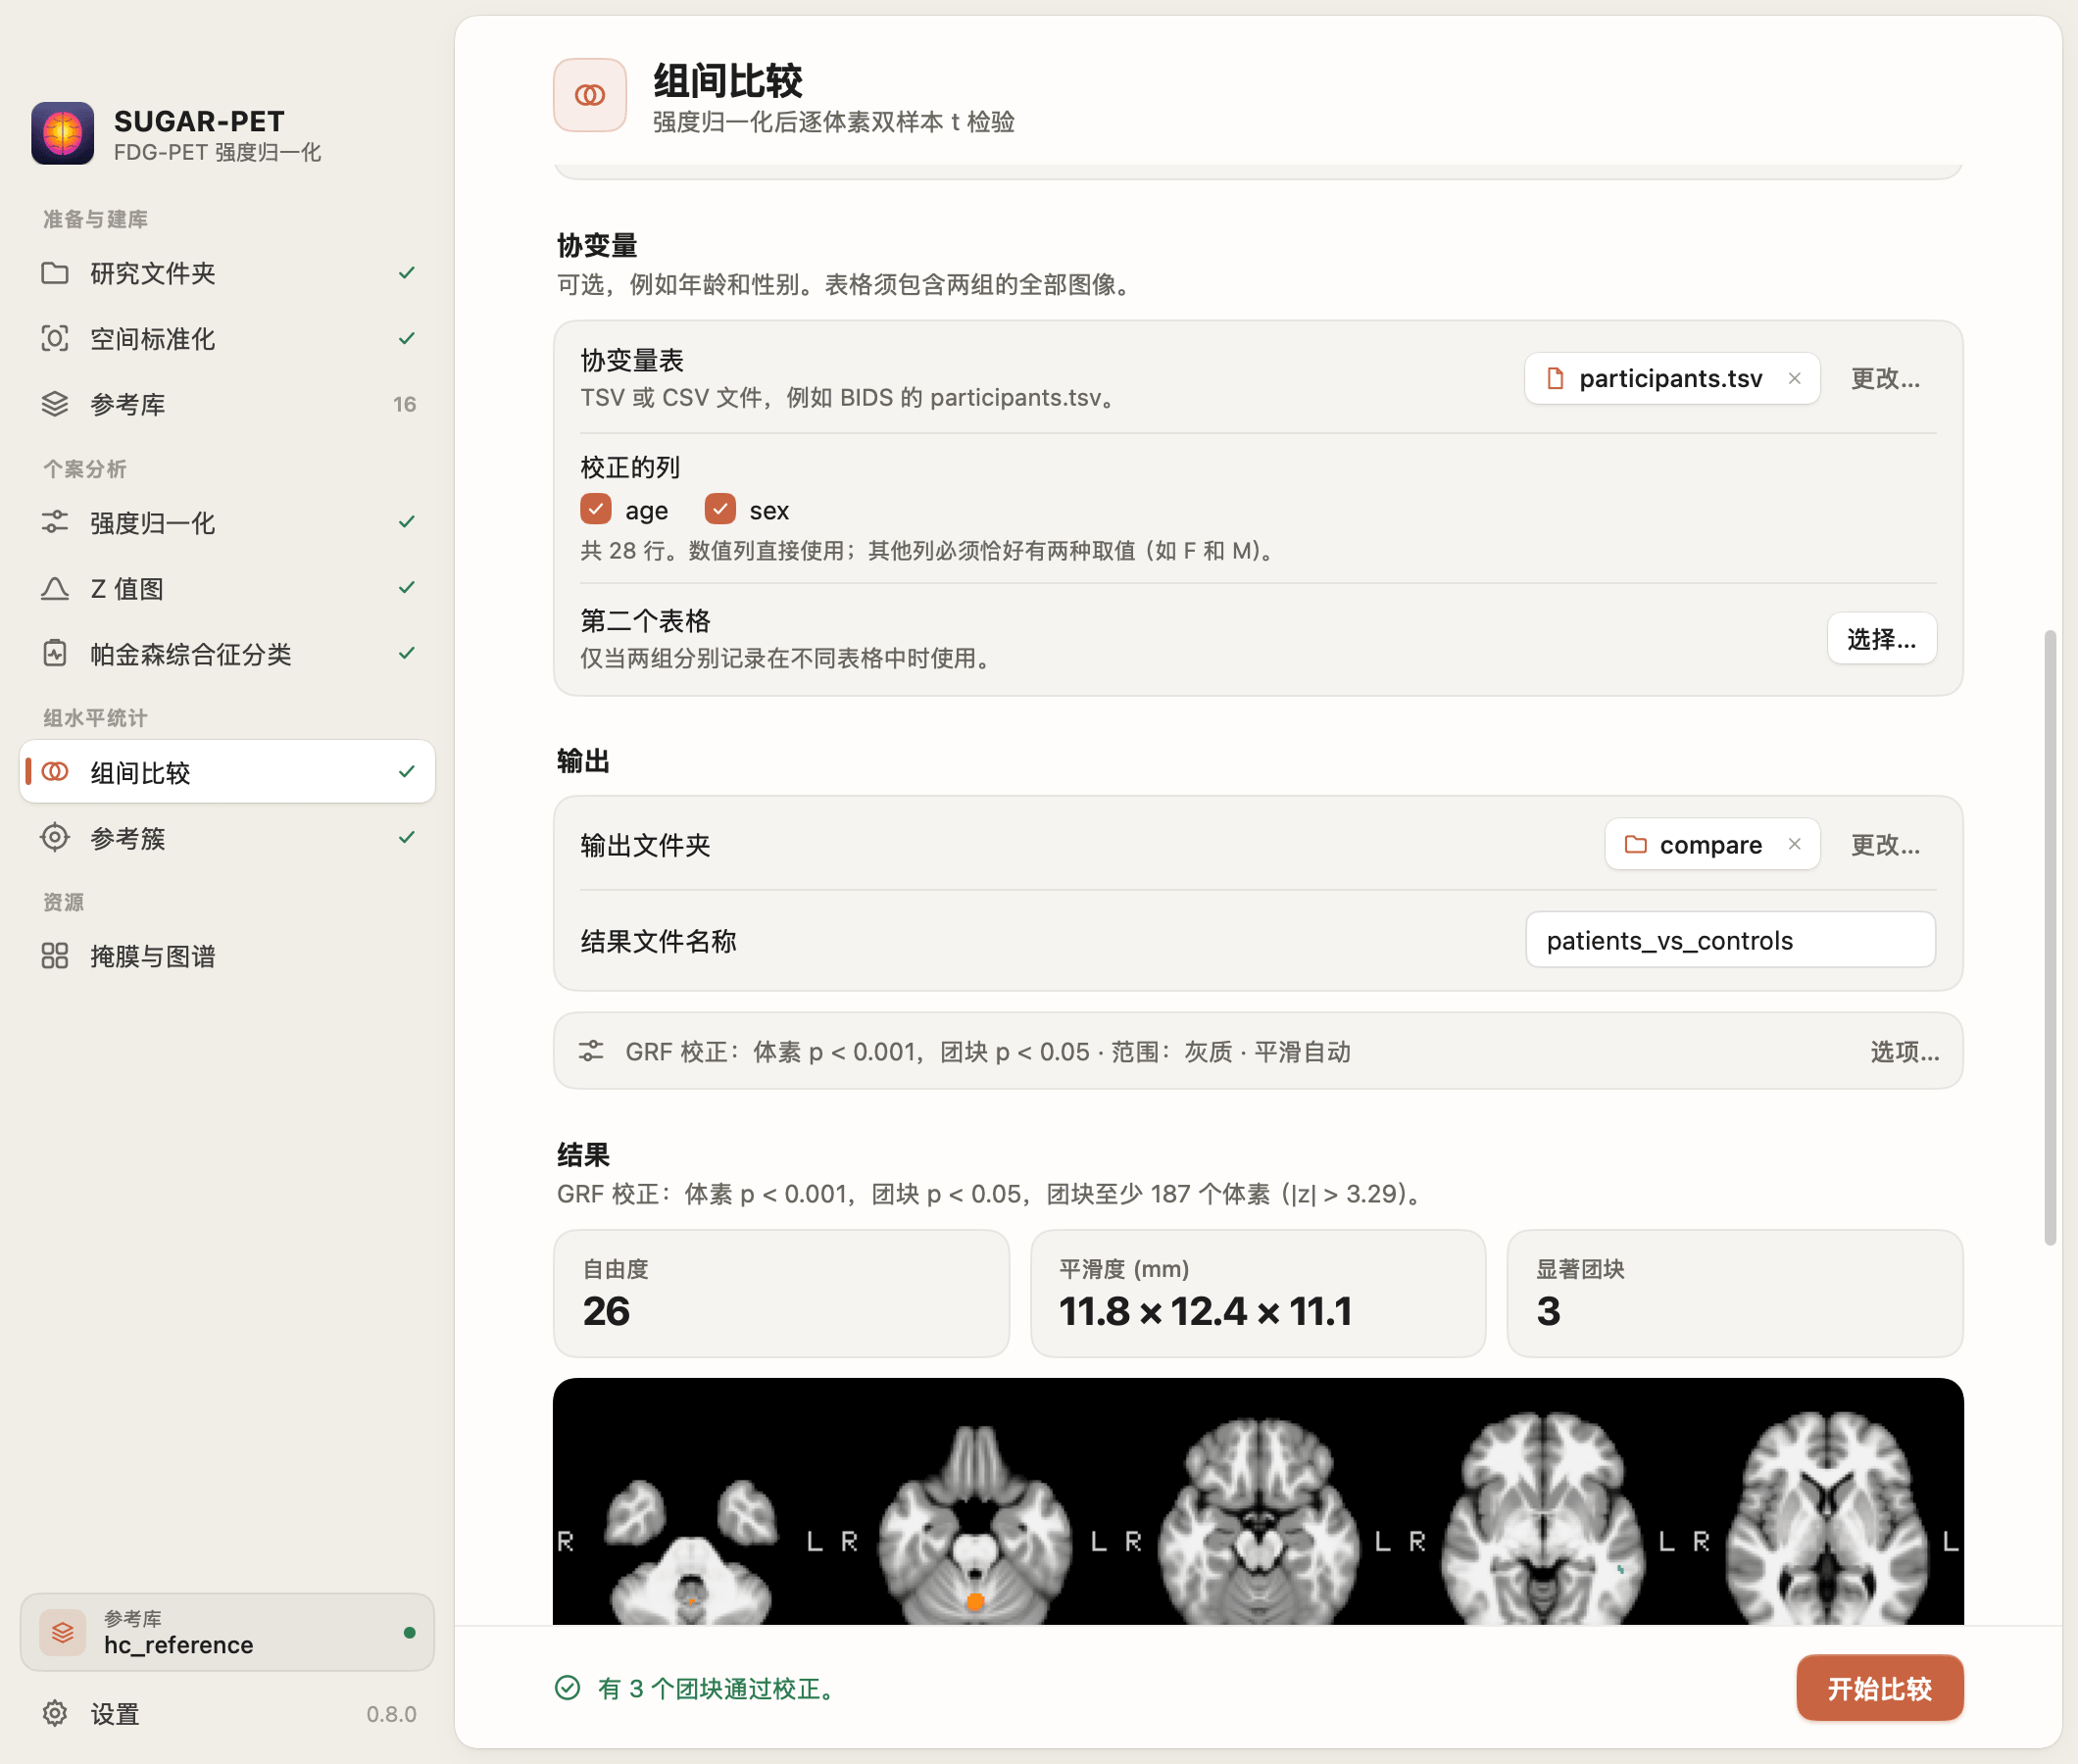 SUGAR-PET
FDG-PET 强度归一化
准备与建库
研究文件夹
空间标准化
参考库
16
个案分析
强度归一化
Z 值图
帕金森综合征分类
组水平统计
组间比较
参考簇
资源
掩膜与图谱
参考库
hc_reference
设置
0.8.0
组间比较
强度归一化后逐体素双样本 t 检验
协变量
可选，例如年龄和性别。表格须包含两组的全部图像。
协变量表
TSV 或 CSV 文件，例如 BIDS 的 participants.tsv。
participants.tsv
更改...
校正的列
age
sex
共 28 行。数值列直接使用；其他列必须恰好有两种取值（如 F 和 M）。
第二个表格
仅当两组分别记录在不同表格中时使用。
选择...
输出
输出文件夹
compare
更改...
结果文件名称
patients_vs_controls
GRF 校正：体素 p < 0.001，团块 p < 0.05 · 范围：灰质 · 平滑自动
选项...
结果
GRF 校正：体素 p < 0.001，团块 p < 0.05，团块至少 187 个体素（|z| > 3.29）。
自由度
26
平滑度 (mm)
11.8 × 12.4 × 11.1
显著团块
3
R L R L R L R L R L
有 3 个团块通过校正。
开始比较